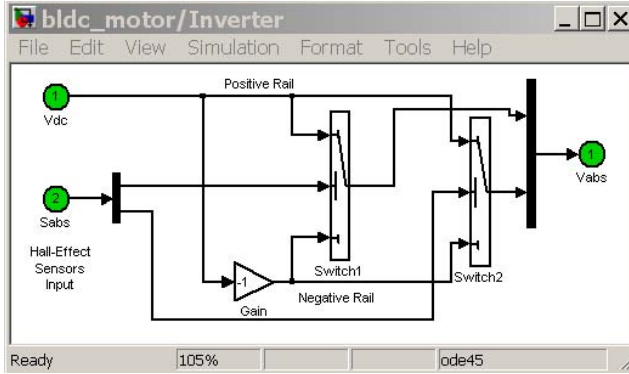 bldc_motor/Inverter
File Edit View Simulation Format Tools Help
Positive Rail
1
Vdc
1
Vabs
2
Sabs
Hall-Effect
Sensors
Input
Switch1
Switch2
-1
Gain
Negative Rail
Ready 105% ode45